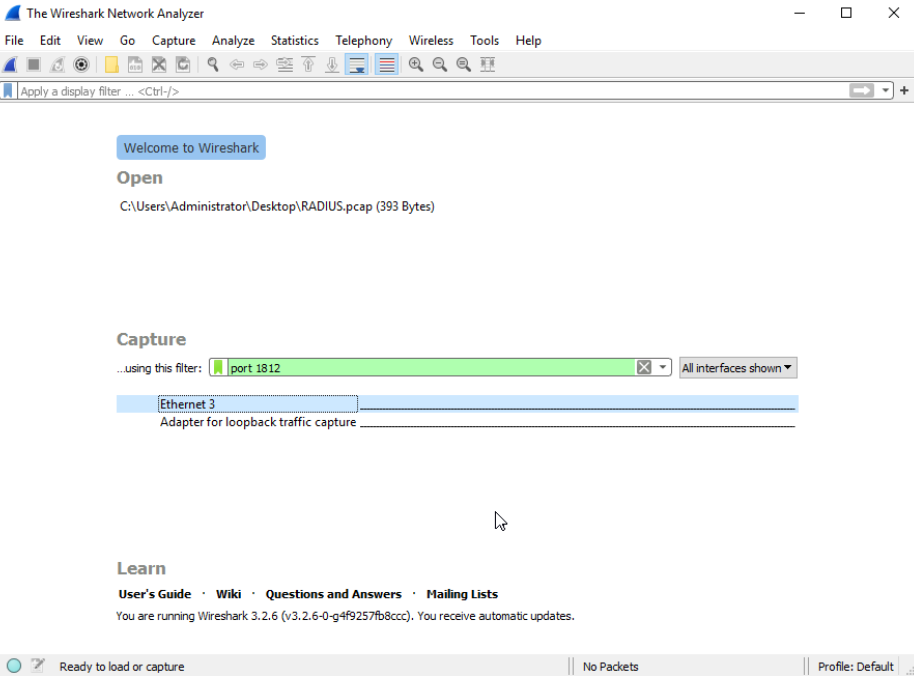 The Wireshark Network Analyzer
File Edit View Go Capture Analyze Statistics Telephony Wireless Tools Help
Apply a display filter ... <Ctrl-/>
Welcome to Wireshark
Open
C:\Users\Administrator\Desktop\RADIUS.pcap (393 Bytes)
Capture
...using this filter: port 1812 All interfaces shown
Ethernet 3
Adapter for loopback traffic capture
Learn
User's Guide · Wiki · Questions and Answers · Mailing Lists
You are running Wireshark 3.2.6 (v3.2.6-0-g4f9257fb8ccc). You receive automatic updates.
Ready to load or capture No Packets Profile: Default